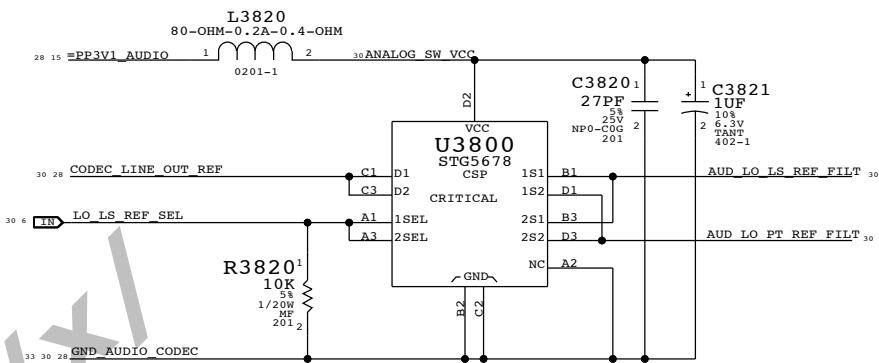 L3820
80-OHM-0.2A-0.4-OHM
28 15 =PP3V1_AUDIO 1 2 30 ANALOG_SW_VCC
0201-1
C3820 1
27PF
5%
25V
NP0-C0G
201
2
1 C3821
+ 1UF
10%
6.3V
TANT
402-1
2
D2
VCC
U3800
STG5678
CSP
CRITICAL
30 28 CODEC_LINE_OUT_REF C1 D1
C3 D2
30 6 IN LO_LS_REF_SEL A1 1SEL
A3 2SEL
1S1 B1 AUD_LO_LS_REF_FILT 30
1S2 D1
2S1 B3
2S2 D3 AUD_LO_PT_REF_FILT 30
NC A2
GND
B2 C2
R3820 1
10K
5%
1/20W
MF
201 2
33 30 28 GND_AUDIO_CODEC